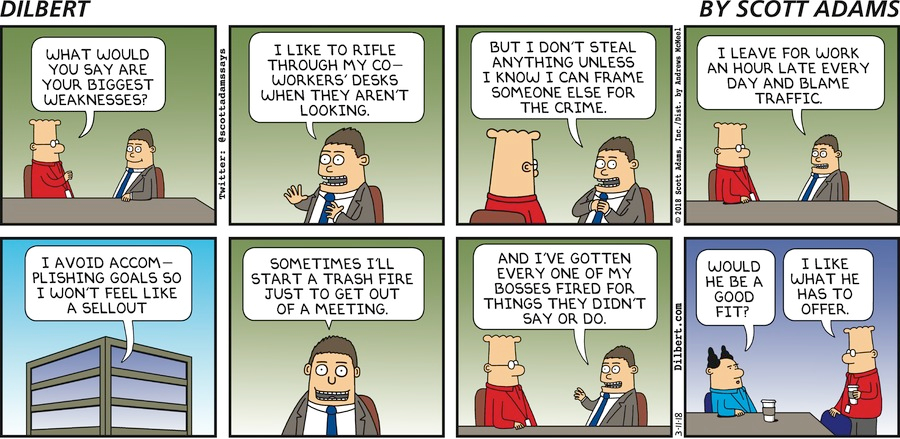 DILBERT
BY SCOTT ADAMS
WHAT WOULD
YOU SAY ARE
YOUR BIGGEST
WEAKNESSES?
Twitter: @scottadamssays
I LIKE TO RIFLE
THROUGH MY CO—
WORKERS' DESKS
WHEN THEY AREN'T
LOOKING.
BUT I DON'T STEAL
ANYTHING UNLESS
I KNOW I CAN FRAME
SOMEONE ELSE FOR
THE CRIME.
© 2018 Scott Adams, Inc./Dist. by Andrews McMeel
I LEAVE FOR WORK
AN HOUR LATE EVERY
DAY AND BLAME
TRAFFIC.
I AVOID ACCOM—
PLISHING GOALS SO
I WON'T FEEL LIKE
A SELLOUT
SOMETIMES I'LL
START A TRASH FIRE
JUST TO GET OUT
OF A MEETING.
AND I'VE GOTTEN
EVERY ONE OF MY
BOSSES FIRED FOR
THINGS THEY DIDN'T
SAY OR DO.
3-11-18 Dilbert.com
WOULD
HE BE A
GOOD
FIT?
I LIKE
WHAT HE
HAS TO
OFFER.